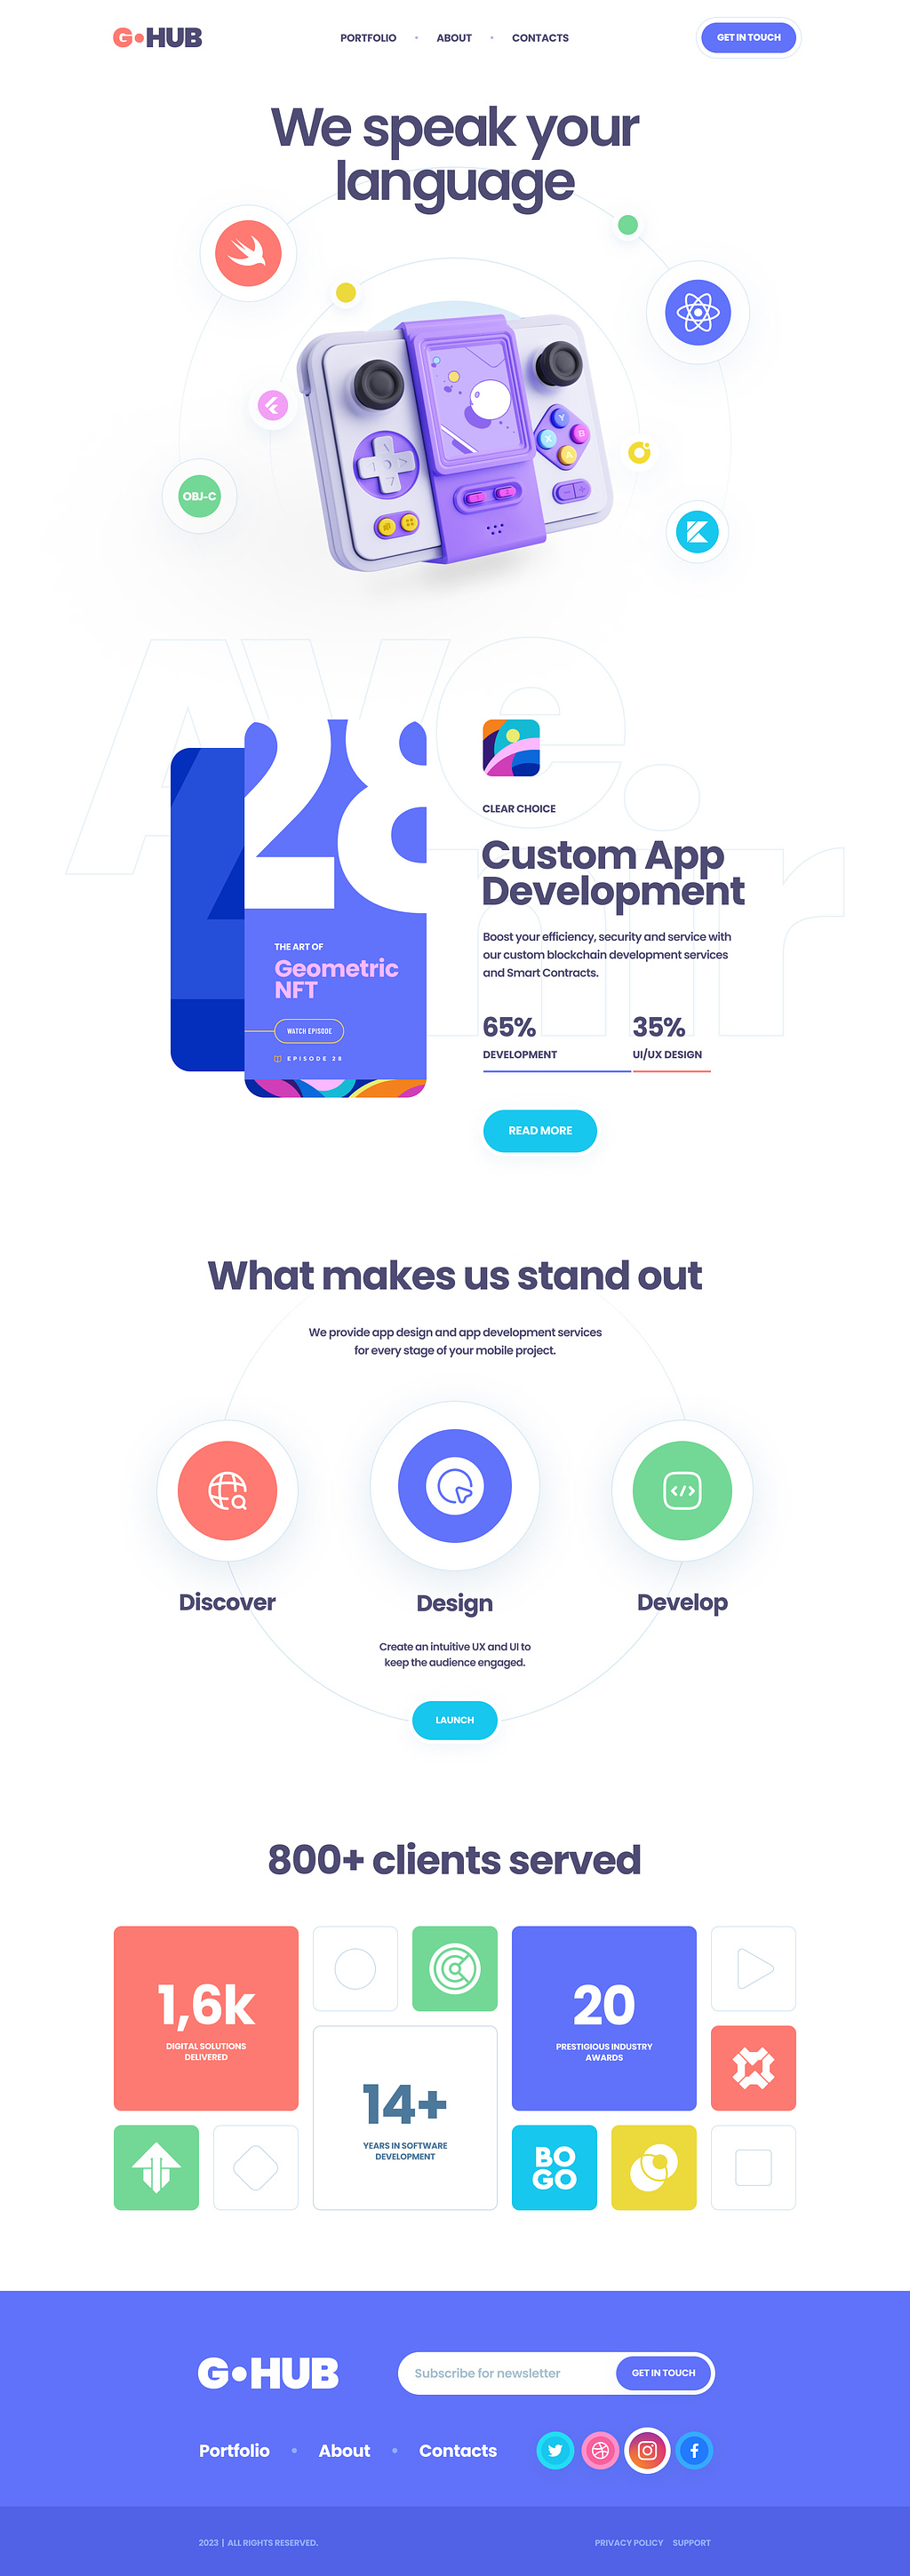 G•HUB
PORTFOLIO • ABOUT • CONTACTS
GET IN TOUCH
We speak your
language
OBJ-C
Y
X
B
A
Ave.
nir
28
CLEAR CHOICE
Custom App
Development
Boost your efficiency, security and service with
our custom blockchain development services
and Smart Contracts.
THE ART OF
Geometric
NFT
WATCH EPISODE
EPISODE 28
65%
DEVELOPMENT
35%
UI/UX DESIGN
READ MORE
What makes us stand out
We provide app design and app development services
for every stage of your mobile project.
Discover
Design
Develop
Create an intuitive UX and UI to
keep the audience engaged.
LAUNCH
800+ clients served
1,6k
DIGITAL SOLUTIONS
DELIVERED
20
PRESTIGIOUS INDUSTRY
AWARDS
14+
YEARS IN SOFTWARE
DEVELOPMENT
BO
GO
G•HUB
Subscribe for newsletter
GET IN TOUCH
Portfolio • About • Contacts
2023 | ALL RIGHTS RESERVED.
PRIVACY POLICY SUPPORT